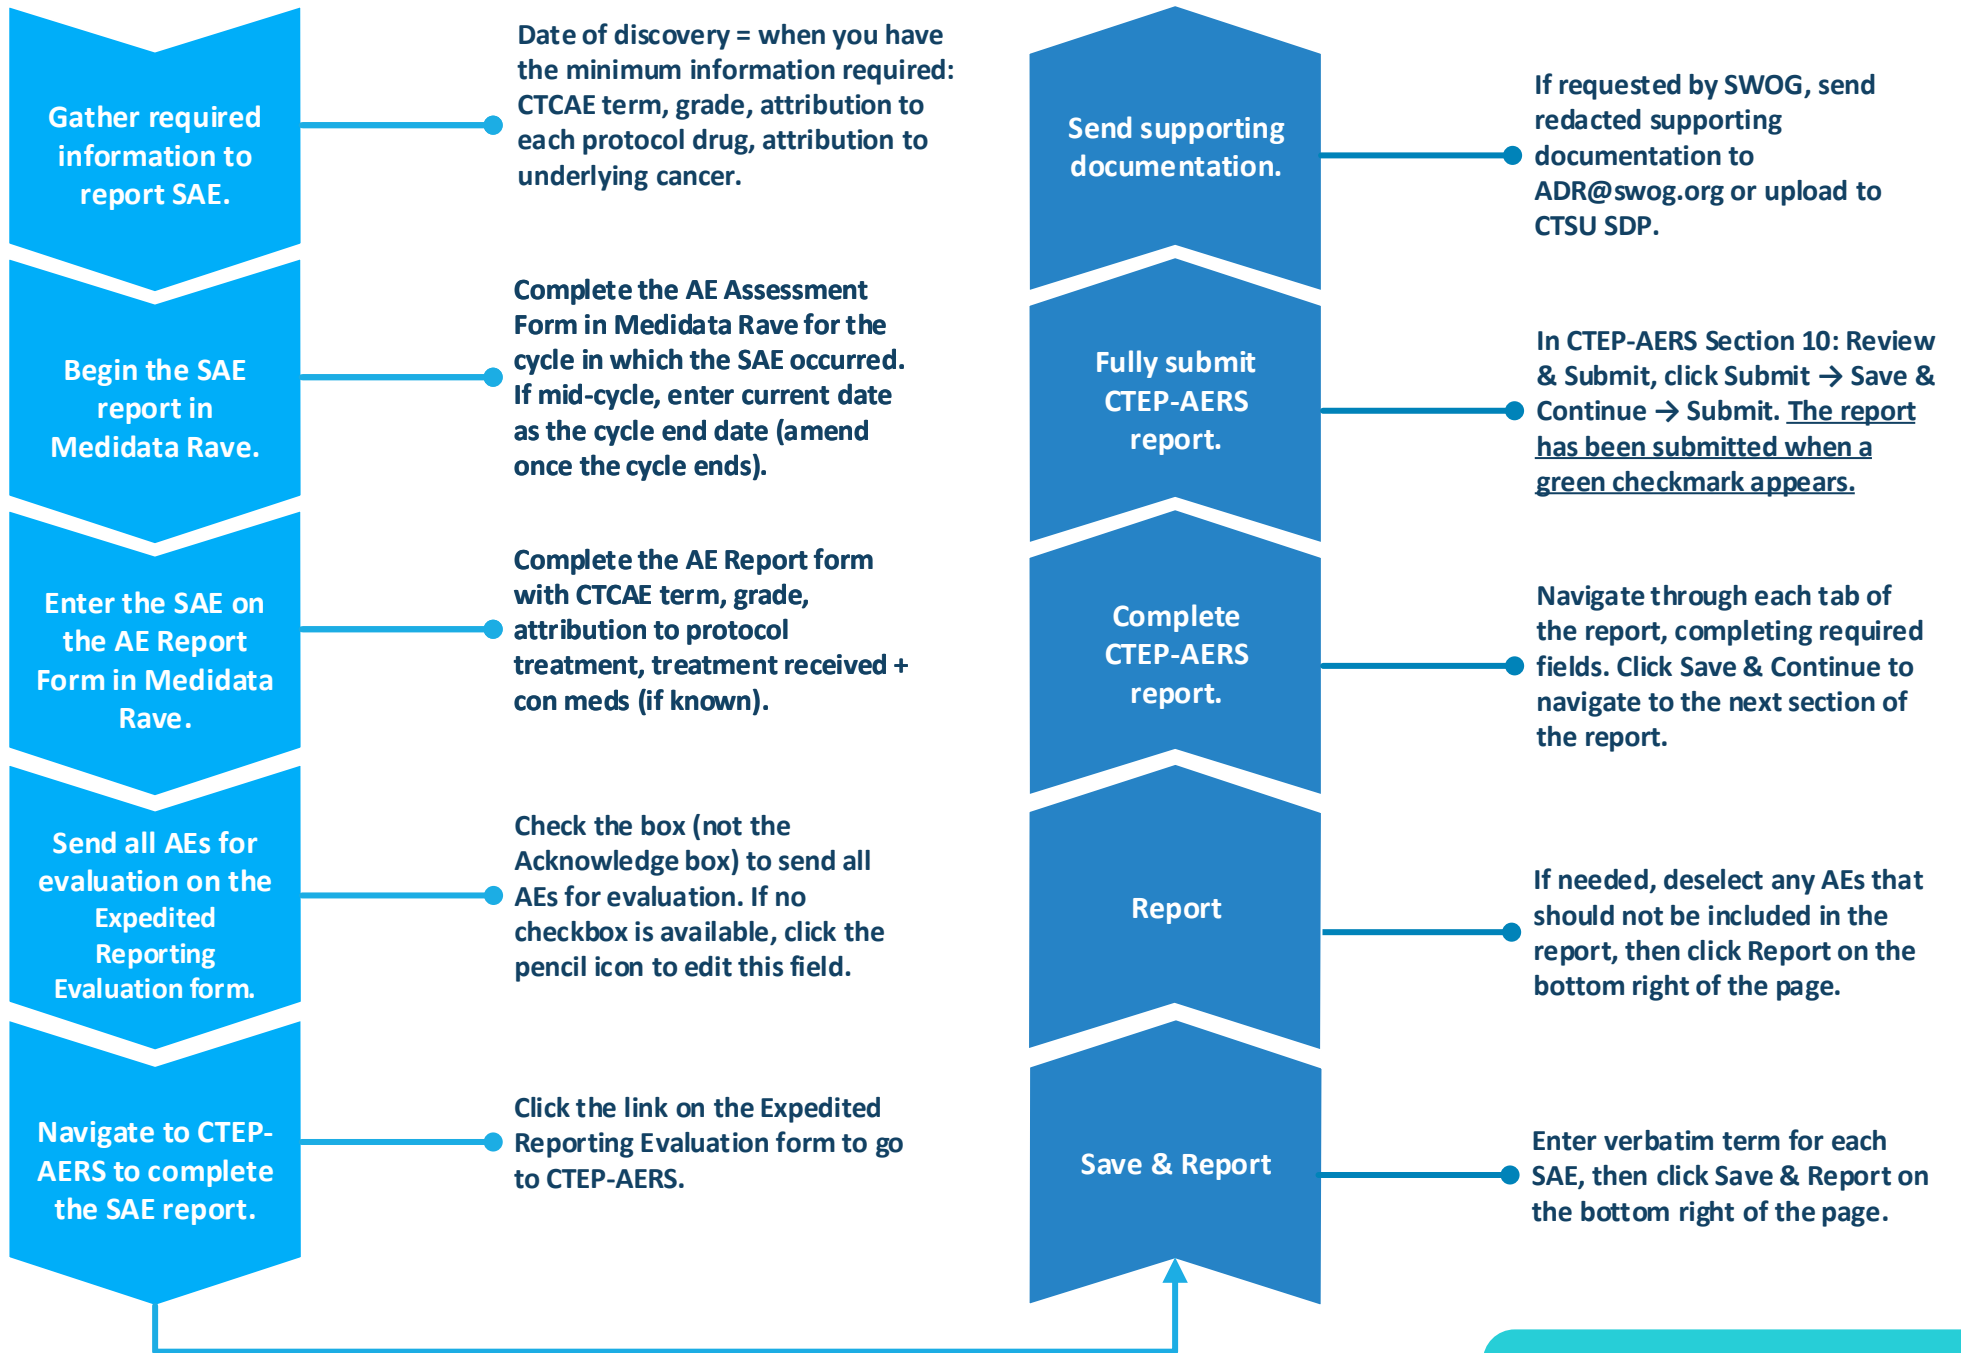 Gather required
information to
report SAE.
Date of discovery = when you have
the minimum information required:
CTCAE term, grade, attribution to
each protocol drug, attribution to
underlying cancer.
Begin the SAE
report in
Medidata Rave.
Complete the AE Assessment
Form in Medidata Rave for the
cycle in which the SAE occurred.
If mid-cycle, enter current date
as the cycle end date (amend
once the cycle ends).
Enter the SAE on
the AE Report
Form in Medidata
Rave.
Complete the AE Report form
with CTCAE term, grade,
attribution to protocol
treatment, treatment received +
con meds (if known).
Send all AEs for
evaluation on the
Expedited
Reporting
Evaluation form.
Check the box (not the
Acknowledge box) to send all
AEs for evaluation. If no
checkbox is available, click the
pencil icon to edit this field.
Navigate to CTEP-
AERS to complete
the SAE report.
Click the link on the Expedited
Reporting Evaluation form to go
to CTEP-AERS.
Save & Report
Enter verbatim term for each
SAE, then click Save & Report on
the bottom right of the page.
Report
If needed, deselect any AEs that
should not be included in the
report, then click Report on the
bottom right of the page.
Complete
CTEP-AERS
report.
Navigate through each tab of
the report, completing required
fields. Click Save & Continue to
navigate to the next section of
the report.
Fully submit
CTEP-AERS
report.
In CTEP-AERS Section 10: Review
& Submit, click Submit → Save &
Continue → Submit. The report
has been submitted when a
green checkmark appears.
Send supporting
documentation.
If requested by SWOG, send
redacted supporting
documentation to
ADR@swog.org or upload to
CTSU SDP.